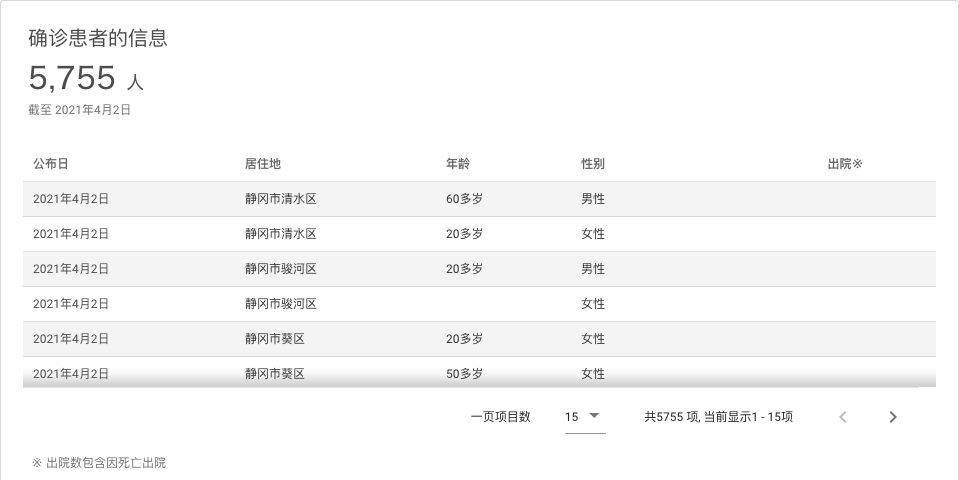 确诊患者的信息
5,755 人
截至 2021年4月2日
公布日 居住地 年龄 性别 出院※
2021年4月2日 静冈市清水区 60多岁 男性
2021年4月2日 静冈市清水区 20多岁 女性
2021年4月2日 静冈市骏河区 20多岁 男性
2021年4月2日 静冈市骏河区 女性
2021年4月2日 静冈市葵区 20多岁 女性
2021年4月2日 静冈市葵区 50多岁 女性
一页项目数 15 共5755 项, 当前显示1 - 15项
※ 出院数包含因死亡出院